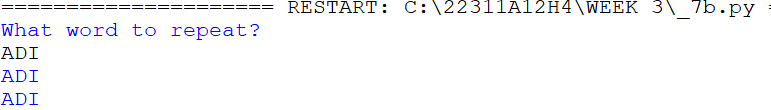 ===================== RESTART: C:\22311A12H4\WEEK 3\_7b.py =
What word to repeat?
ADI
ADI
ADI